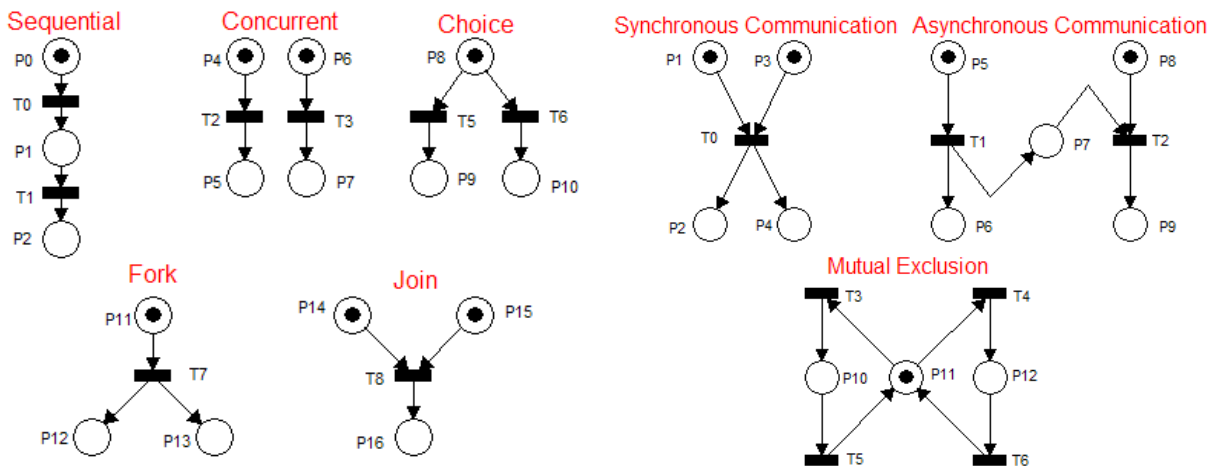 Sequential
Concurrent
Choice
Synchronous Communication
Asynchronous Communication
P0
P4
P6
P8
P1
P3
P5
P8
T0
T2
T3
T5
T6
T0
T1
P7
T2
P1
P5
P7
P9
P10
T1
P2
P2
P4
P6
P9
Fork
Join
Mutual Exclusion
P11
P14
P15
T3
T4
T7
T8
P10
P11
P12
P12
P13
P16
T5
T6